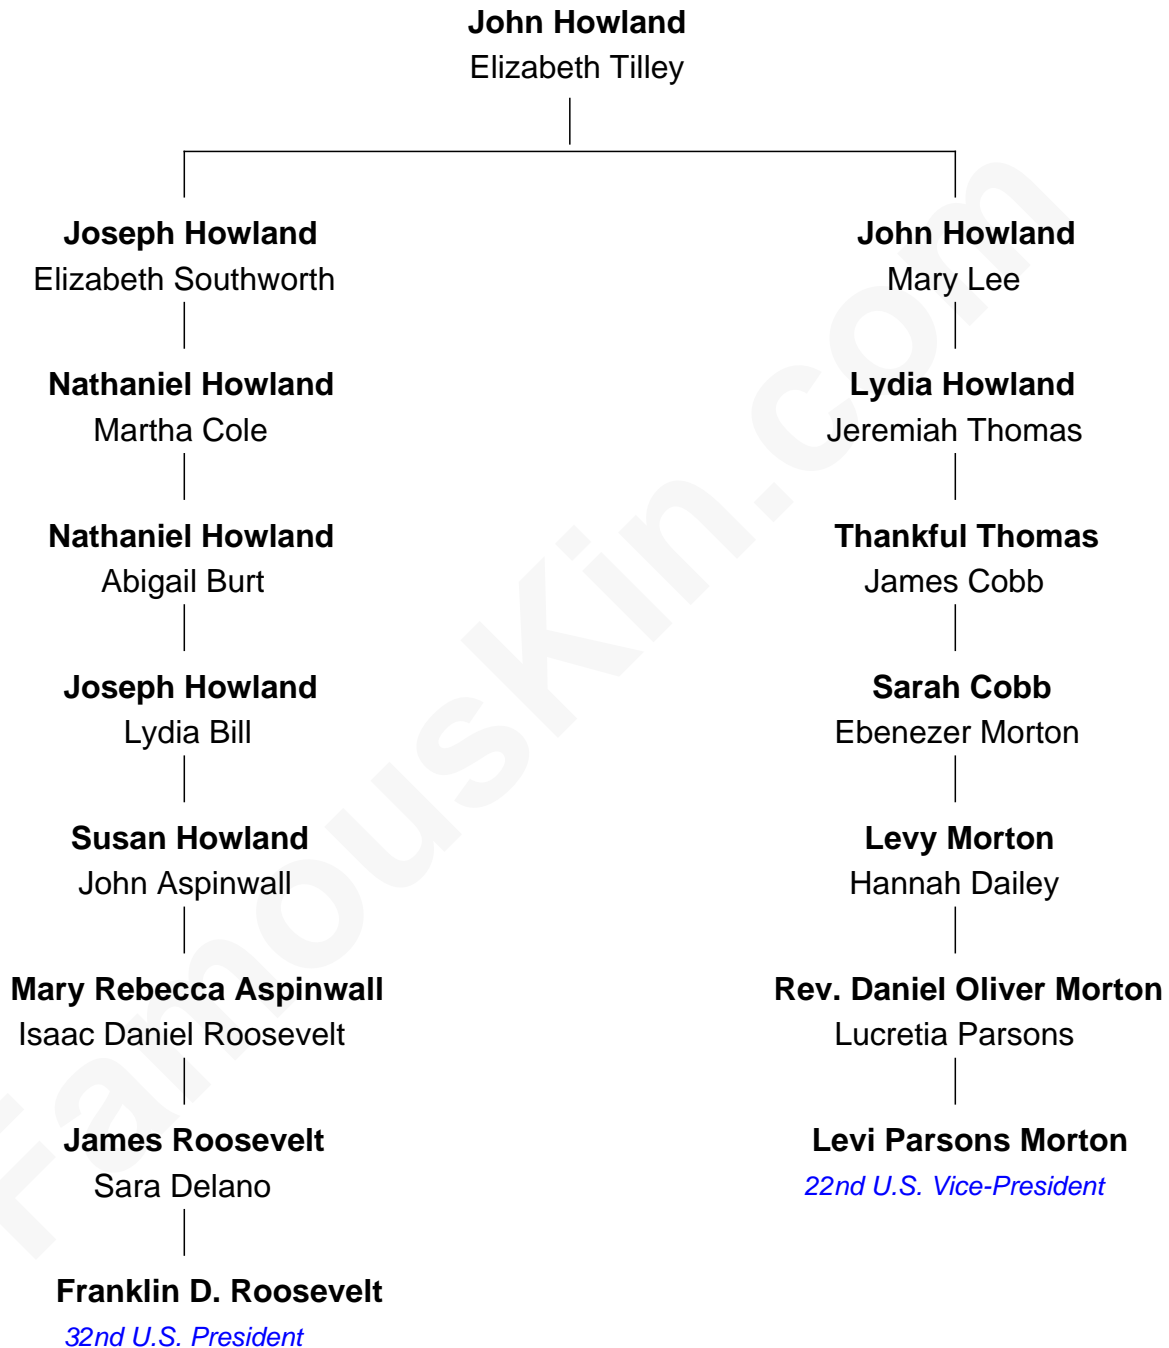 John Howland
Elizabeth Tilley
Joseph Howland
Elizabeth Southworth
Nathaniel Howland
Martha Cole
Nathaniel Howland
Abigail Burt
Joseph Howland
Lydia Bill
Susan Howland
John Aspinwall
Mary Rebecca Aspinwall
Isaac Daniel Roosevelt
James Roosevelt
Sara Delano
Franklin D. Roosevelt
32nd U.S. President
John Howland
Mary Lee
Lydia Howland
Jeremiah Thomas
Thankful Thomas
James Cobb
Sarah Cobb
Ebenezer Morton
Levy Morton
Hannah Dailey
Rev. Daniel Oliver Morton
Lucretia Parsons
Levi Parsons Morton
22nd U.S. Vice-President
FamousKin.com